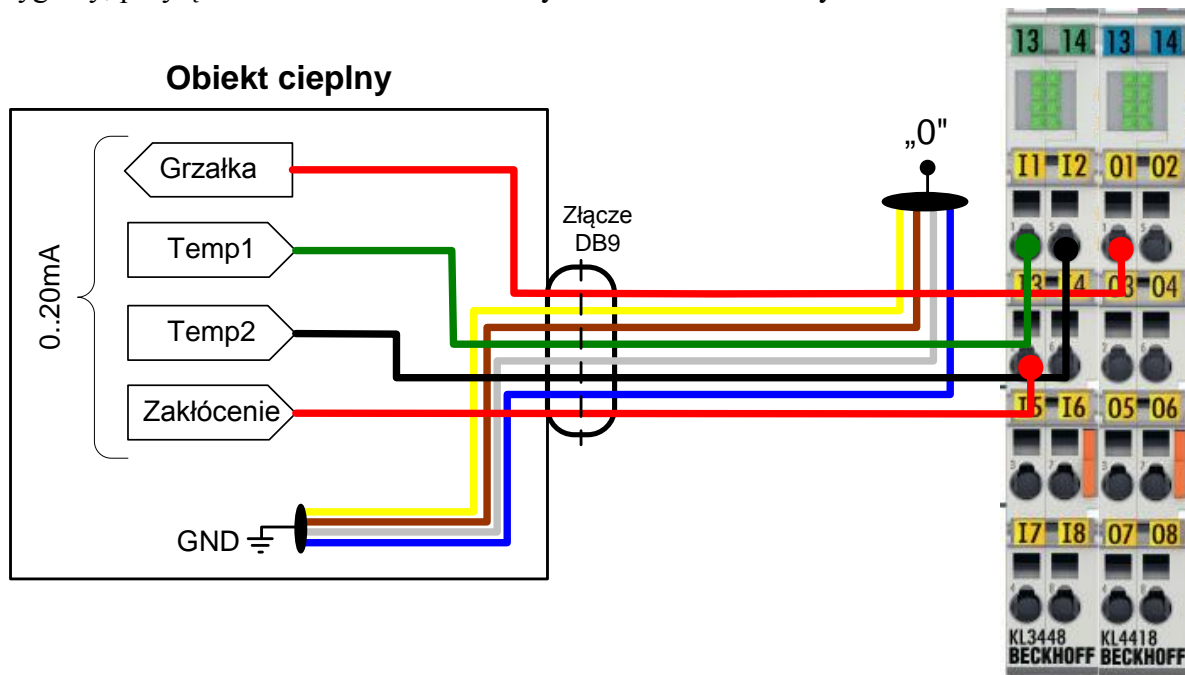 13 14 13 14
Obiekt cieplny
„0"
Grzałka
I1 I2 O1 O2
Złącze
DB9
Temp1
0..20mA
I3 I4 O3 O4
Temp2
Zakłócenie
I5 I6 O5 O6
GND
I7 I8 O7 O8
KL3448 KL4418
BECKHOFF BECKHOFF